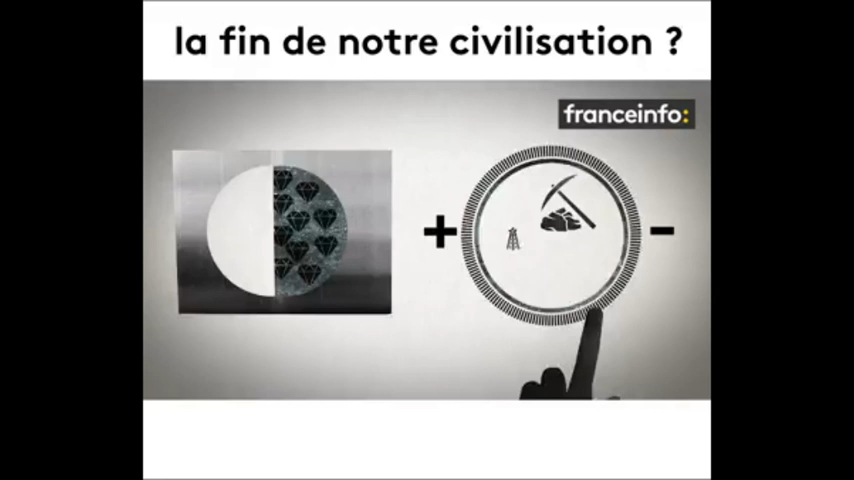 la fin de notre civilisation ?
franceinfo:
+ -